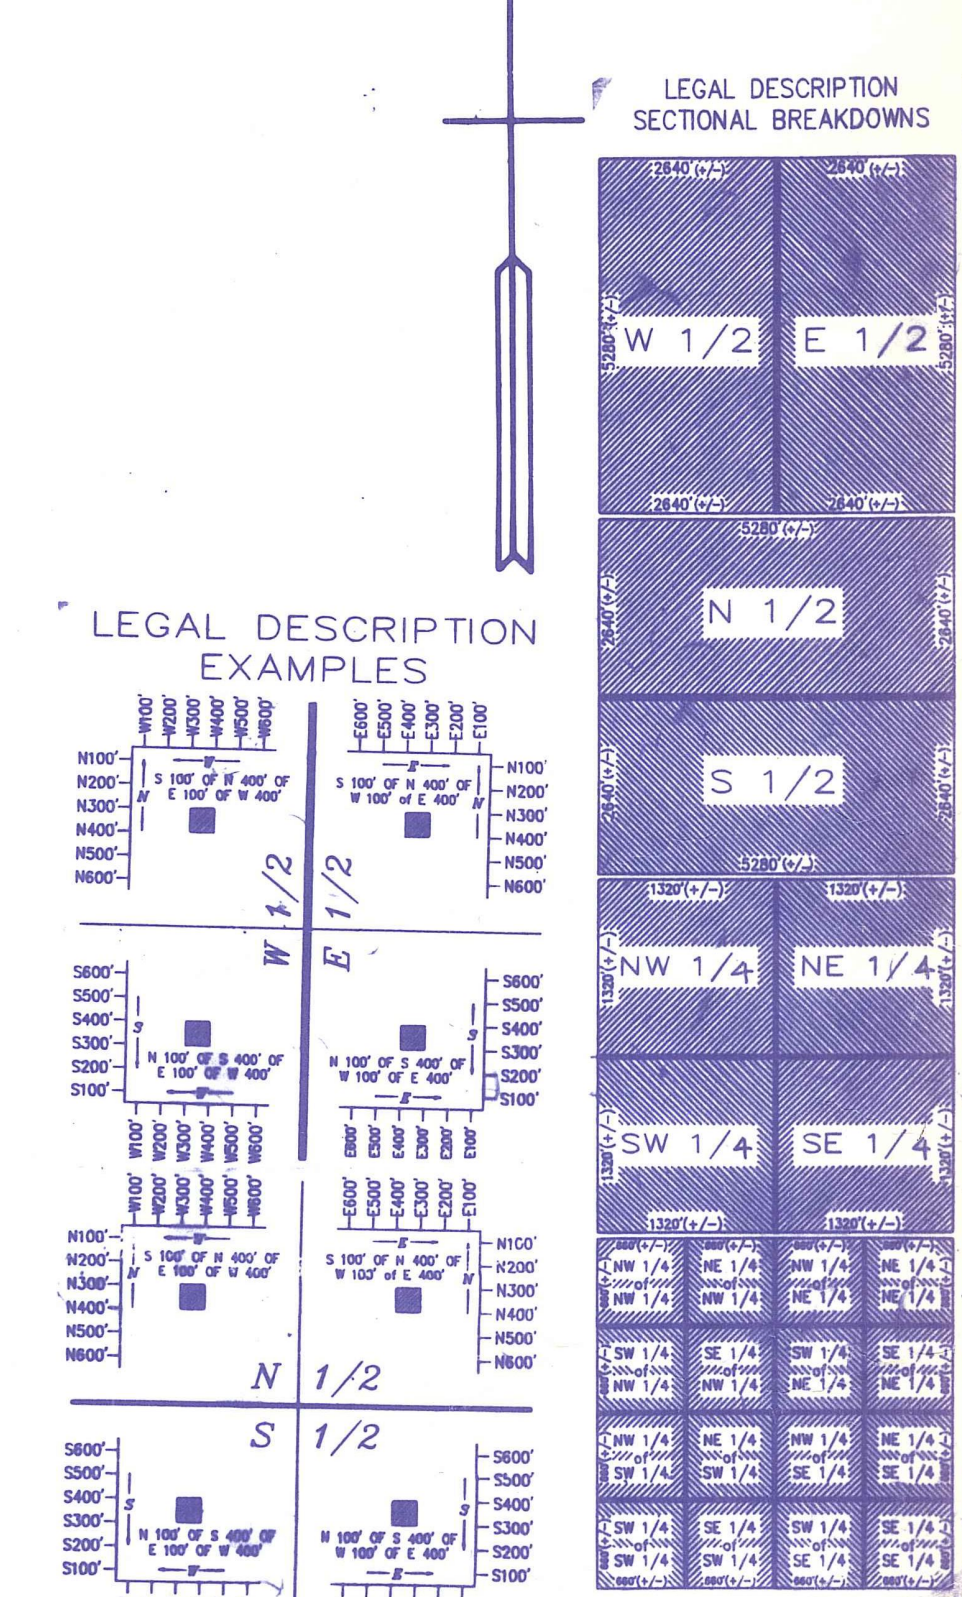 LEGAL DESCRIPTION
SECTIONAL BREAKDOWNS
2640'(+/-)
2640'(+/-)
5280'(+/-)
W 1/2
E 1/2
5280'(+/-)
2640'(+/-)
2640'(+/-)
5280'(+/-)
2640'(+/-)
N 1/2
2640'(+/-)
2640'(+/-)
S 1/2
2640'(+/-)
5280'(+/-)
1320'(+/-)
1320'(+/-)
1320'(+/-)
NW 1/4
NE 1/4
1320'(+/-)
1320'(+/-)
SW 1/4
SE 1/4
1320'(+/-)
1320'(+/-)
1320'(+/-)
660'(+/-)
660'(+/-)
660'(+/-)
660'(+/-)
NW 1/4 NE 1/4 NW 1/4 NE 1/4
of of of of
NW 1/4 NW 1/4 NE 1/4 NE 1/4
SW 1/4 SE 1/4 SW 1/4 SE 1/4
of of of of
NW 1/4 NW 1/4 NE 1/4 NE 1/4
NW 1/4 NE 1/4 NW 1/4 NE 1/4
of of of of
SW 1/4 SW 1/4 SE 1/4 SE 1/4
SW 1/4 SE 1/4 SW 1/4 SE 1/4
of of of of
SW 1/4 SW 1/4 SE 1/4 SE 1/4
660'(+/-)
660'(+/-)
660'(+/-)
660'(+/-)
LEGAL DESCRIPTION
EXAMPLES
W100' W200' W300' W400' W500' W600'
N100'
N200'
N300'
N400'
N500'
N600'
W
N
S 100' OF N 400' OF
E 100' OF W 400'
E600' E500' E400' E300' E200' E100'
E
S 100' OF N 400' OF
W 100' of E 400'
N
N100'
N200'
N300'
N400'
N500'
N600'
W 1/2
E 1/2
S600'
S500'
S400'
S300'
S200'
S100'
S
N 100' OF S 400' OF
E 100' OF W 400'
W
W100' W200' W300' W400' W500' W600'
S
N 100' OF S 400' OF
W 100' OF E 400'
E
S600'
S500'
S400'
S300'
S200'
S100'
E600' E500' E400' E300' E200' E100'
W100' W200' W300' W400' W500' W600'
N100'
N200'
N300'
N400'
N500'
N600'
W
N
S 100' OF N 400' OF
E 100' OF W 400'
E600' E500' E400' E300' E200' E100'
E
S 100' OF N 400' OF
W 100' of E 400'
N
N100'
N200'
N300'
N400'
N500'
N600'
N 1/2
S 1/2
S600'
S500'
S400'
S300'
S200'
S100'
S
N 100' OF S 400' OF
E 100' OF W 400'
W
S
N 100' OF S 400' OF
W 100' OF E 400'
E
S600'
S500'
S400'
S300'
S200'
S100'